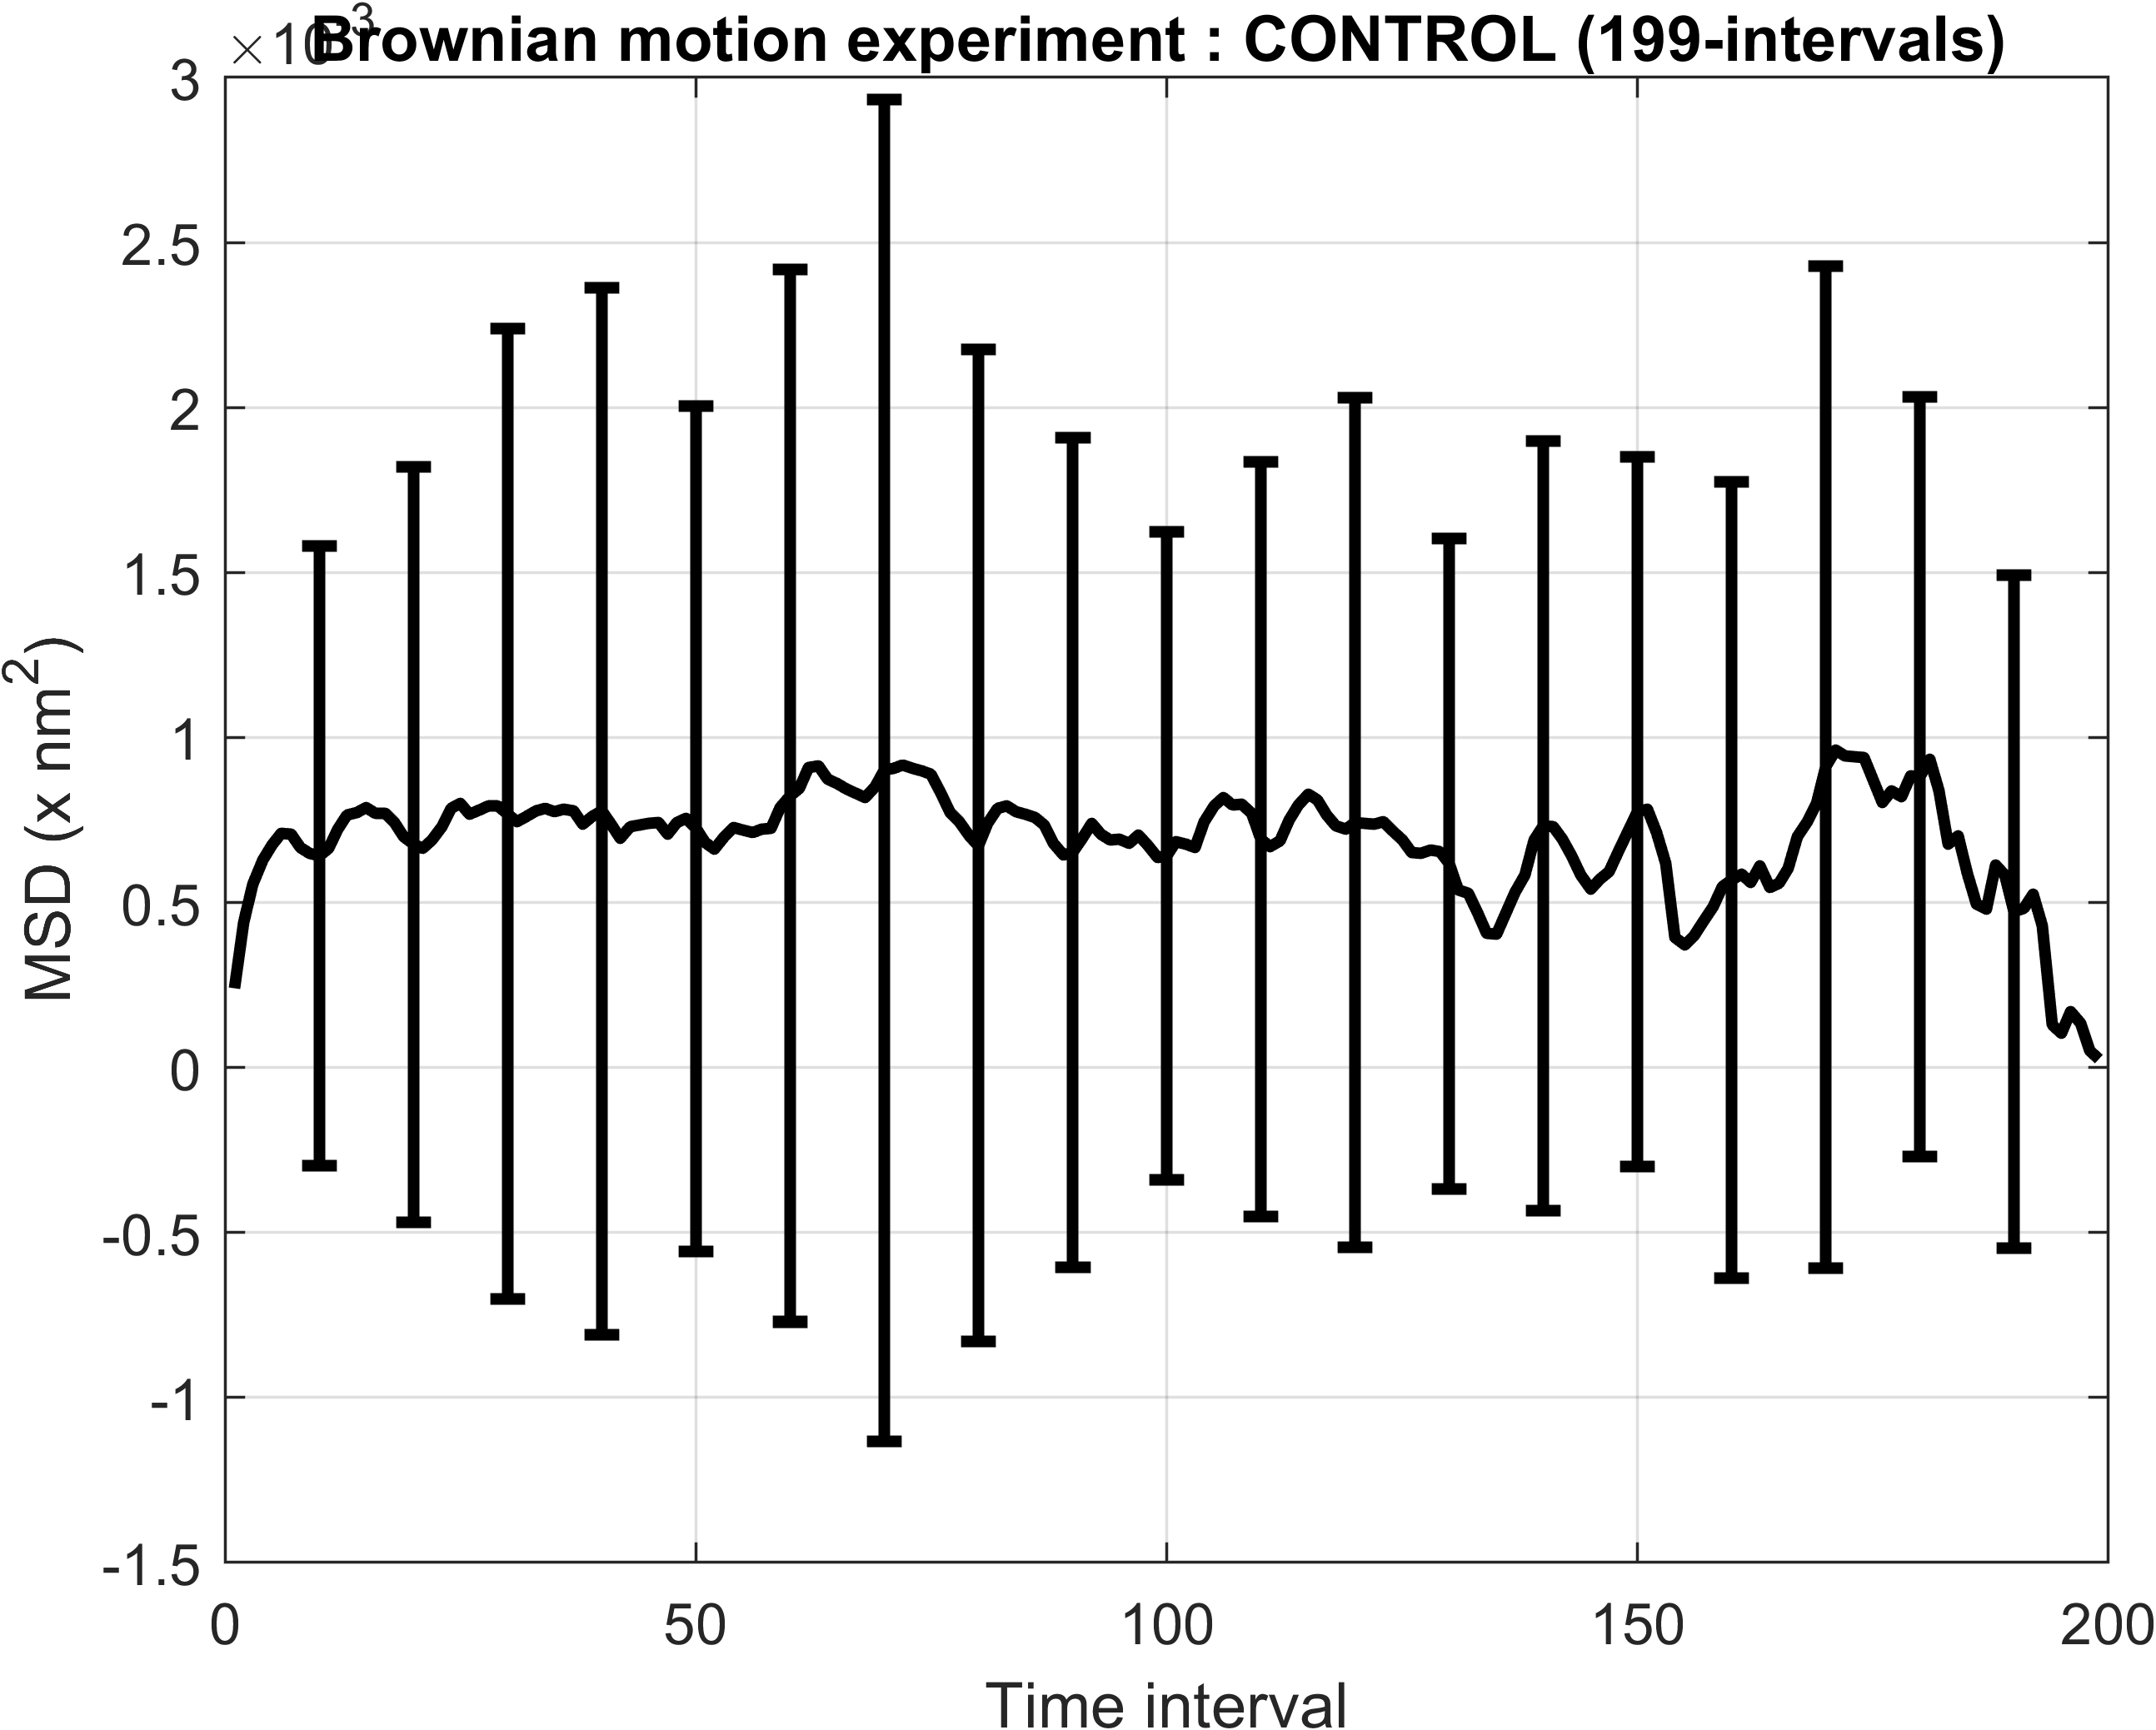 × 10³
Brownian motion experiment: CONTROL (199-intervals)
3
2.5
2
1.5
1
0.5
0
-0.5
-1
-1.5
MSD (x nm²)
0 50 100 150 200
Time interval